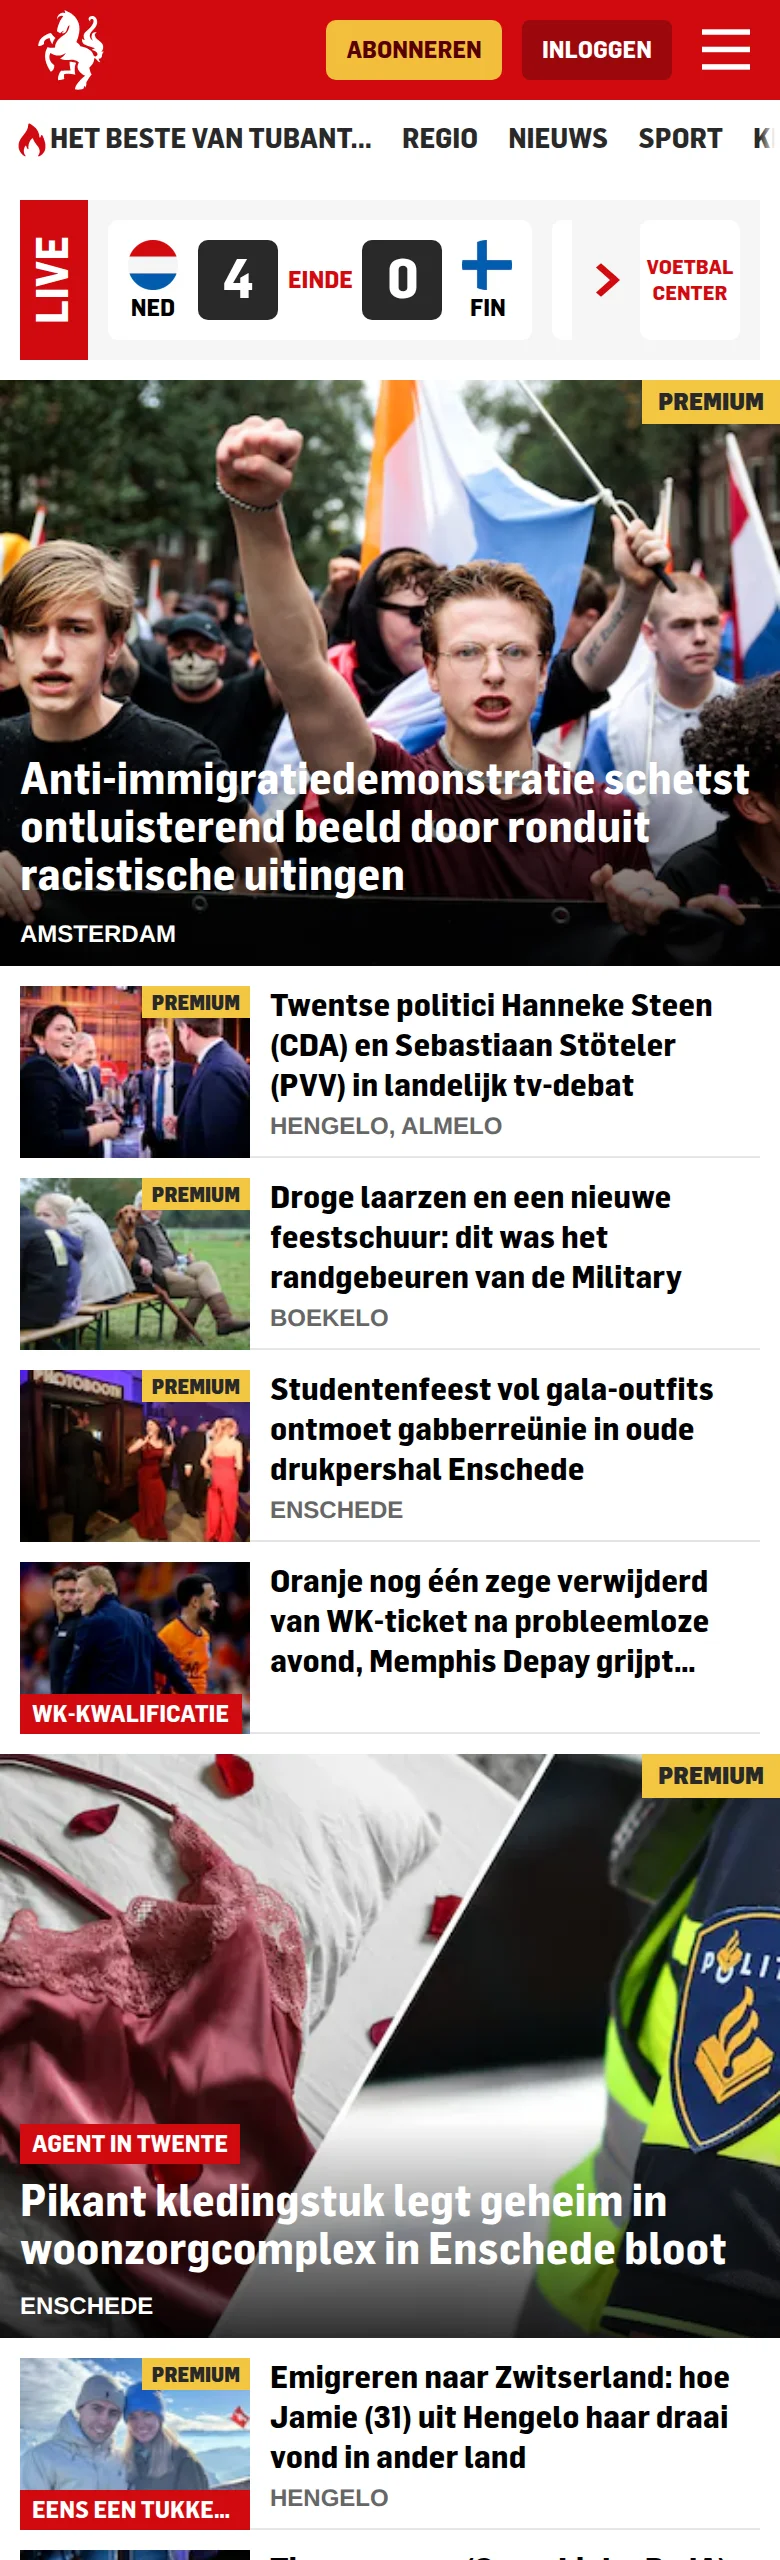 ABONNEREN
INLOGGEN
HET BESTE VAN TUBANT...
REGIO
NIEUWS
SPORT
LIVE
NED
4
EINDE
0
FIN
VOETBAL
CENTER
PREMIUM
Anti-immigratiedemonstratie schetst
ontluisterend beeld door ronduit
racistische uitingen
AMSTERDAM
PREMIUM
Twentse politici Hanneke Steen
(CDA) en Sebastiaan Stöteler
(PVV) in landelijk tv-debat
HENGELO, ALMELO
PREMIUM
Droge laarzen en een nieuwe
feestschuur: dit was het
randgebeuren van de Military
BOEKELO
PHOTOBOOTH
PREMIUM
Studentenfeest vol gala-outfits
ontmoet gabberreünie in oude
drukpershal Enschede
ENSCHEDE
WK-KWALIFICATIE
Oranje nog één zege verwijderd
van WK-ticket na probleemloze
avond, Memphis Depay grijpt...
PREMIUM
POLIT
AGENT IN TWENTE
Pikant kledingstuk legt geheim in
woonzorgcomplex in Enschede bloot
ENSCHEDE
PREMIUM
EENS EEN TUKKE...
Emigreren naar Zwitserland: hoe
Jamie (31) uit Hengelo haar draai
vond in ander land
HENGELO